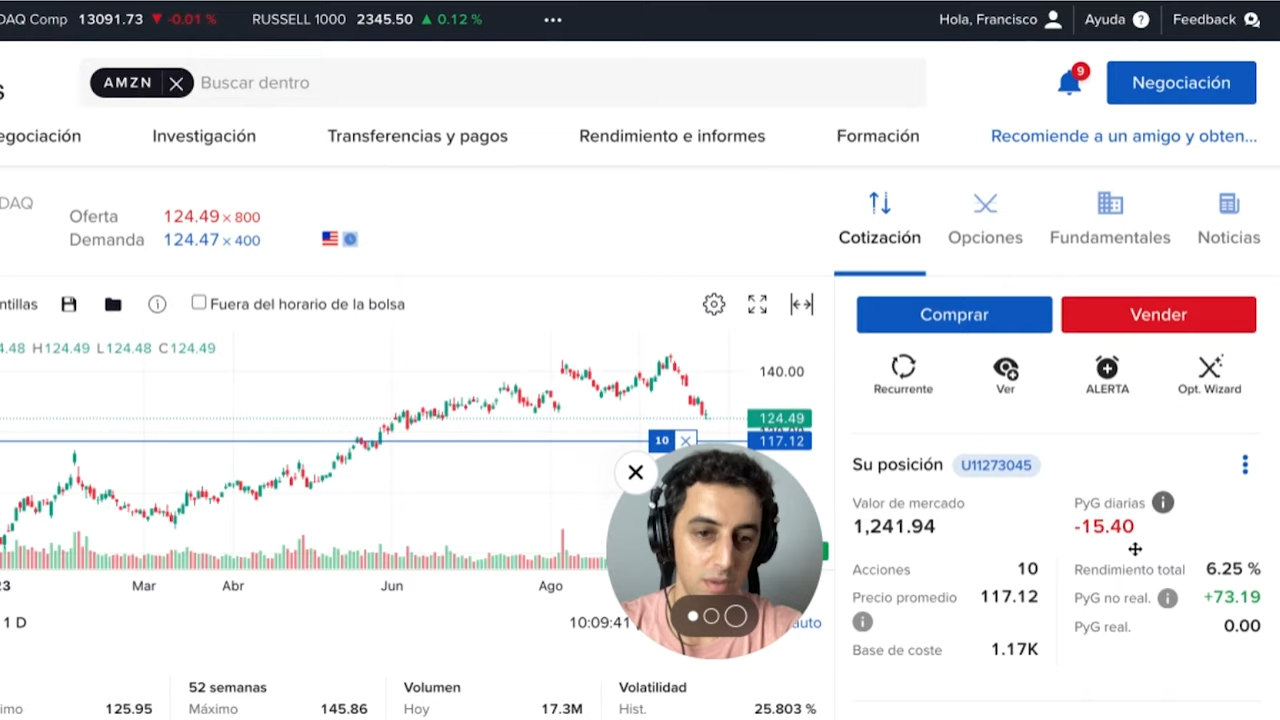 DAQ Comp 13091.73 ▼ -0.01 % RUSSELL 1000 2345.50 ▲ 0.12 % ••• Hola, Francisco Ayuda ? Feedback
s AMZN Buscar dentro 9 Negociación
egociación Investigación Transferencias y pagos Rendimiento e informes Formación Recomiende a un amigo y obten...
DAQ
Oferta 124.49 × 800
Demanda 124.47 × 400
Cotización Opciones Fundamentales Noticias
ntillas Fuera del horario de la bolsa
Comprar Vender
4.48 H124.49 L124.48 C124.49
140.00
Recurrente Ver ALERTA Opt. Wizard
124.49
10 117.12
Su posición U11273045
Valor de mercado PyG diarias
1,241.94 -15.40
Acciones 10 Rendimiento total 6.25 %
23 Mar Abr Jun Ago
Precio promedio 117.12 PyG no real. +73.19
1 D 10:09:41 auto
PyG real. 0.00
Base de coste 1.17K
52 semanas Volumen Volatilidad
imo 125.95 Máximo 145.86 Hoy 17.3M Hist. 25.803 %